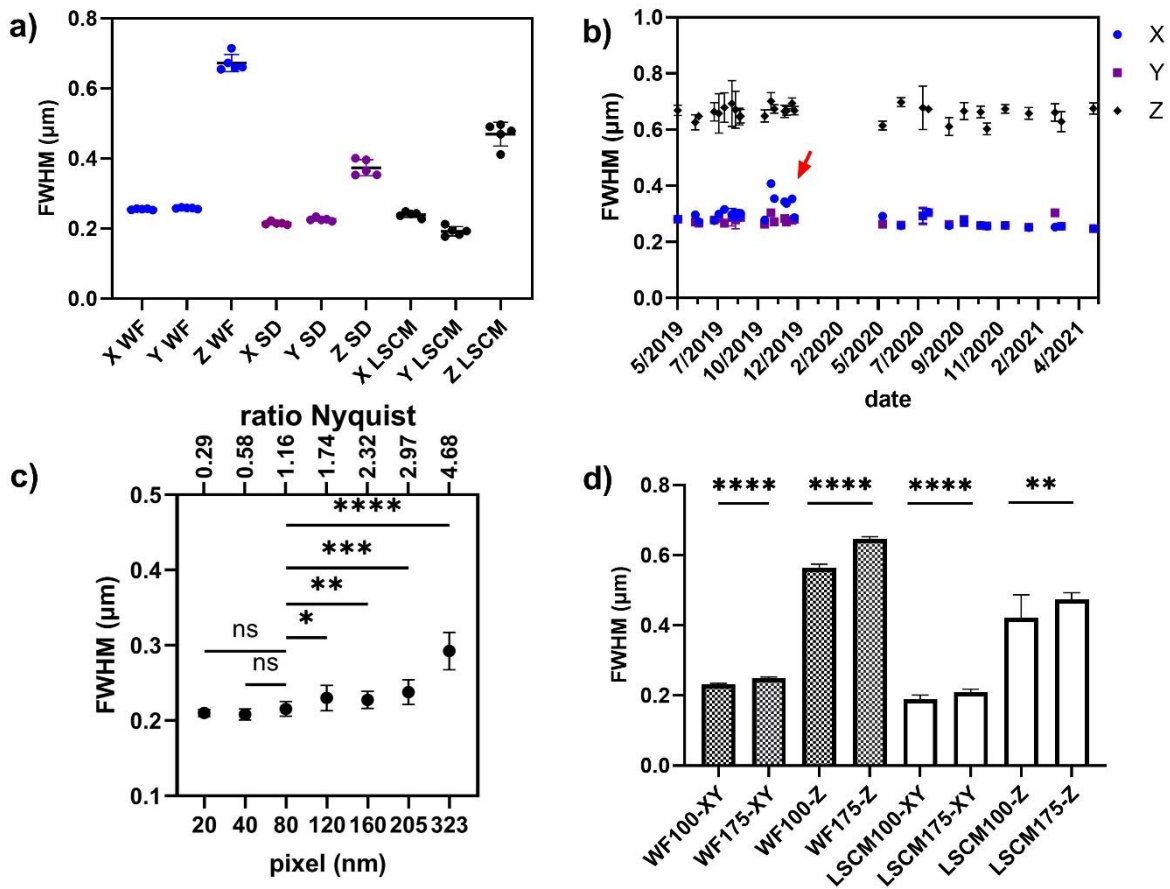 a)
FWHM (µm)
0.8
0.6
0.4
0.2
0.0
X WF
Y WF
Z WF
X SD
Y SD
Z SD
X LSCM
Y LSCM
Z LSCM
b)
FWHM (µm)
1.0
0.8
0.6
0.4
0.2
0.0
5/2019
7/2019
10/2019
12/2019
2/2020
5/2020
7/2020
9/2020
11/2020
2/2021
4/2021
date
X
Y
Z
c)
ratio Nyquist
0.29
0.58
1.16
1.74
2.32
2.97
4.68
FWHM (µm)
0.5
0.4
0.3
0.2
0.1
****
***
**
*
ns
ns
20
40
80
120
160
205
323
pixel (nm)
d)
FWHM (µm)
0.8
0.6
0.4
0.2
0.0
**** **** **** **
WF100-XY
WF175-XY
WF100-Z
WF175-Z
LSCM100-XY
LSCM175-XY
LSCM100-Z
LSCM175-Z